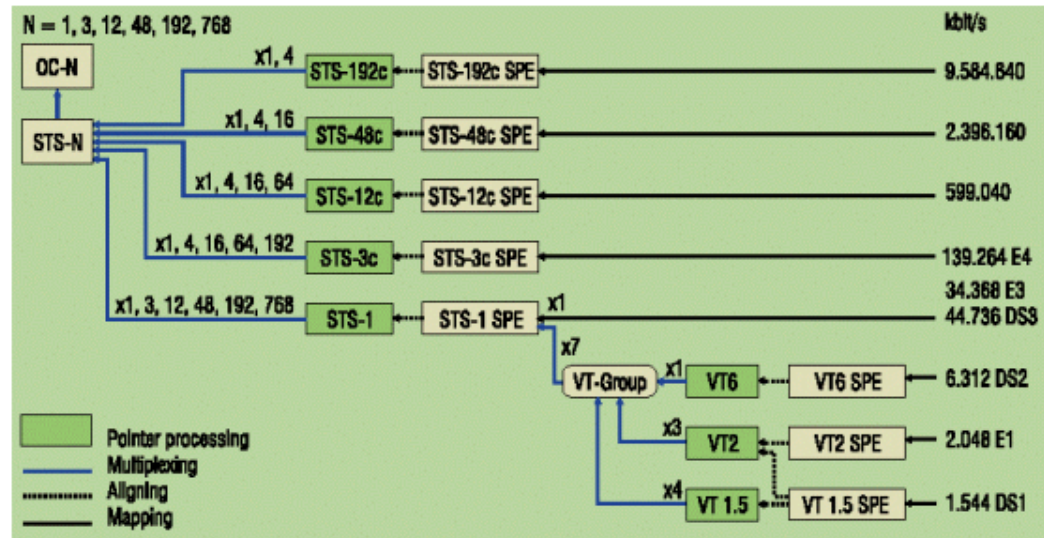 N = 1, 3, 12, 48, 192, 768
kbit/s
OC-N
x1, 4
STS-192c
STS-192c SPE
9.584.640
STS-N
x1, 4, 16
STS-48c
STS-48c SPE
2.396.160
x1, 4, 16, 64
STS-12c
STS-12c SPE
599.040
x1, 4, 16, 64, 192
STS-3c
STS-3c SPE
139.264 E4
34.368 E3
x1, 3, 12, 48, 192, 768
STS-1
STS-1 SPE
x1
44.736 DS3
x7
VT-Group
x1
VT6
VT6 SPE
6.312 DS2
x3
VT2
VT2 SPE
2.048 E1
x4
VT 1.5
VT 1.5 SPE
1.544 DS1
Pointer processing
Multiplexing
Aligning
Mapping